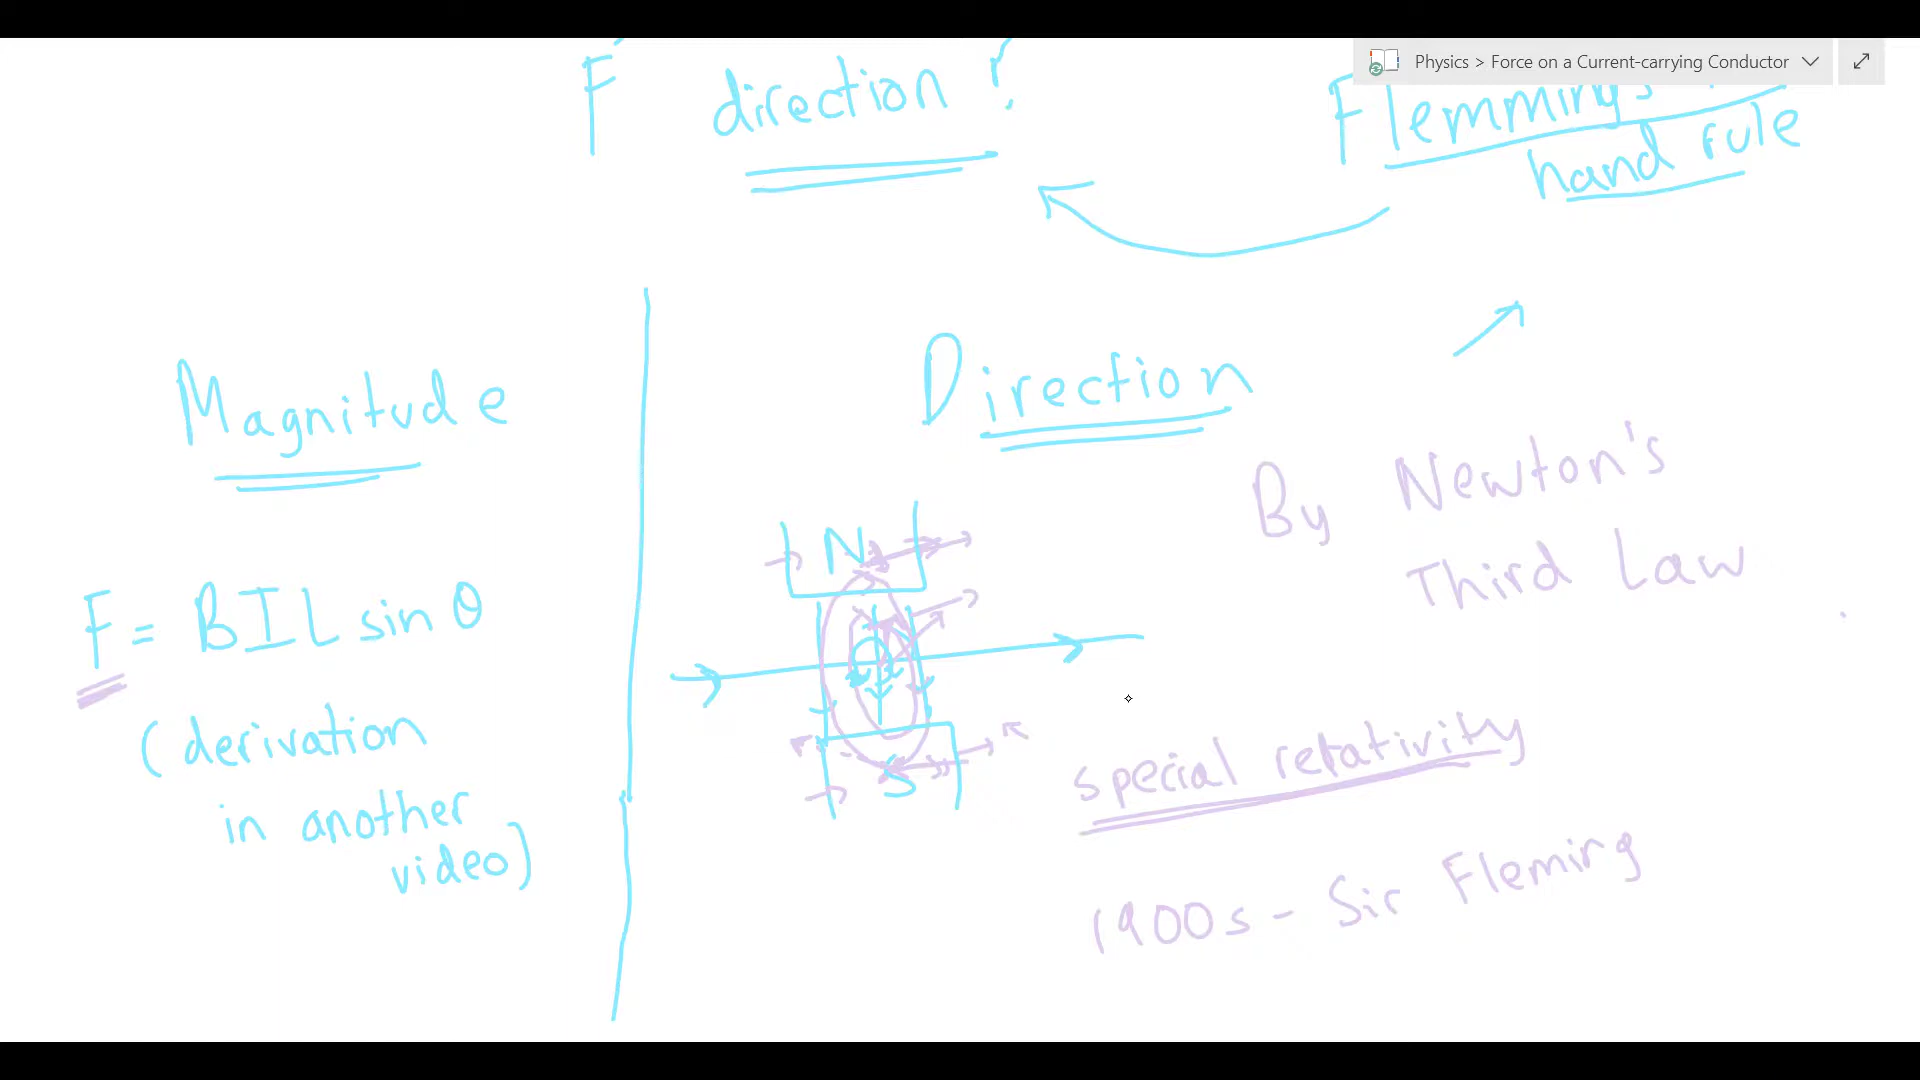 Physics > Force on a Current-carrying Conductor
F direction?
Flemming's
hand rule
Magnitude
Direction
By Newton's
Third Law
N
F = BIL sin θ
S
(derivation
in another
video)
special relativity
1900s - Sir Fleming